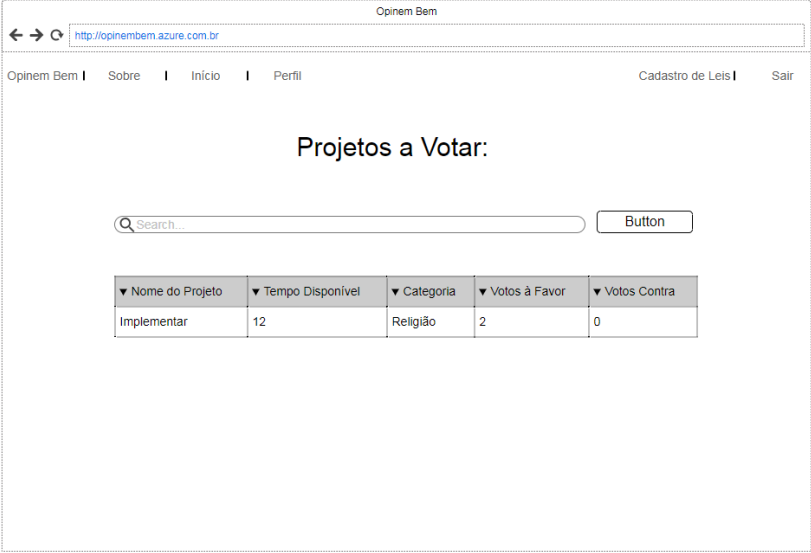 Opinem Bem
http://opinembem.azure.com.br
Opinem Bem Sobre Início Perfil Cadastro de Leis Sair
Projetos a Votar:
Search... Button
Nome do Projeto Tempo Disponível Categoria Votos à Favor Votos Contra
Implementar 12 Religião 2 0